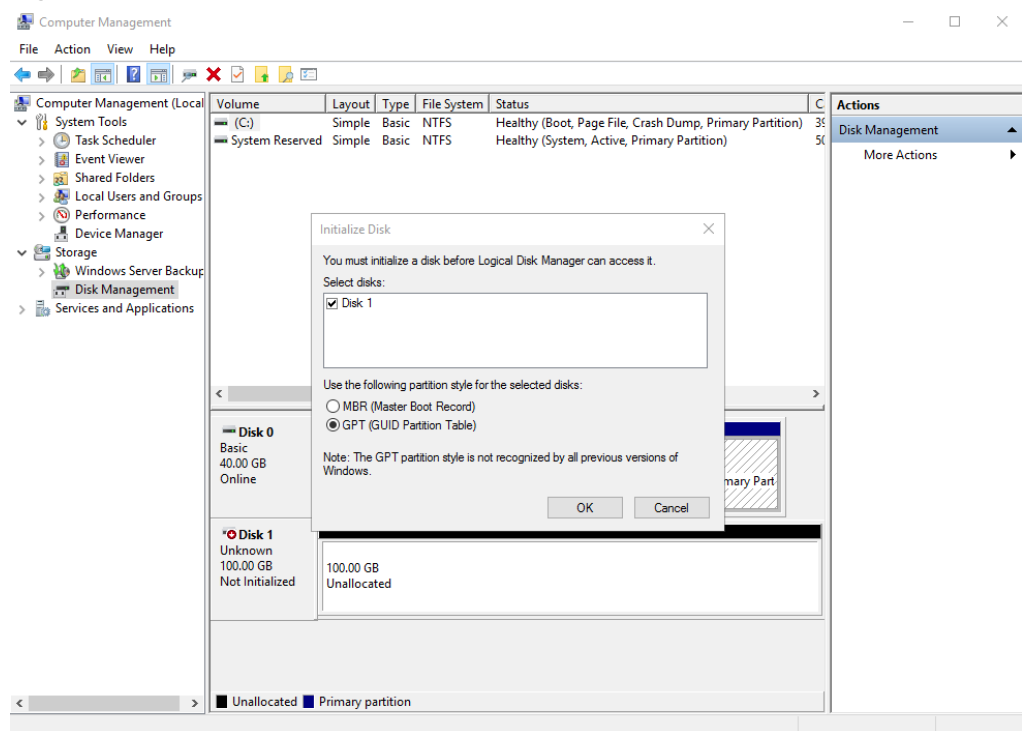 Computer Management
File Action View Help
Computer Management (Local
System Tools
Task Scheduler
Event Viewer
Shared Folders
Local Users and Groups
Performance
Device Manager
Storage
Windows Server Backup
Disk Management
Services and Applications
Volume Layout Type File System Status C
(C:) Simple Basic NTFS Healthy (Boot, Page File, Crash Dump, Primary Partition) 39
System Reserved Simple Basic NTFS Healthy (System, Active, Primary Partition) 50
Actions
Disk Management
More Actions
Initialize Disk
You must initialize a disk before Logical Disk Manager can access it.
Select disks:
Disk 1
Use the following partition style for the selected disks:
MBR (Master Boot Record)
GPT (GUID Partition Table)
Note: The GPT partition style is not recognized by all previous versions of
Windows.
OK Cancel
Disk 0
Basic
40.00 GB
Online
mary Part
Disk 1
Unknown
100.00 GB
Not Initialized
100.00 GB
Unallocated
Unallocated Primary partition